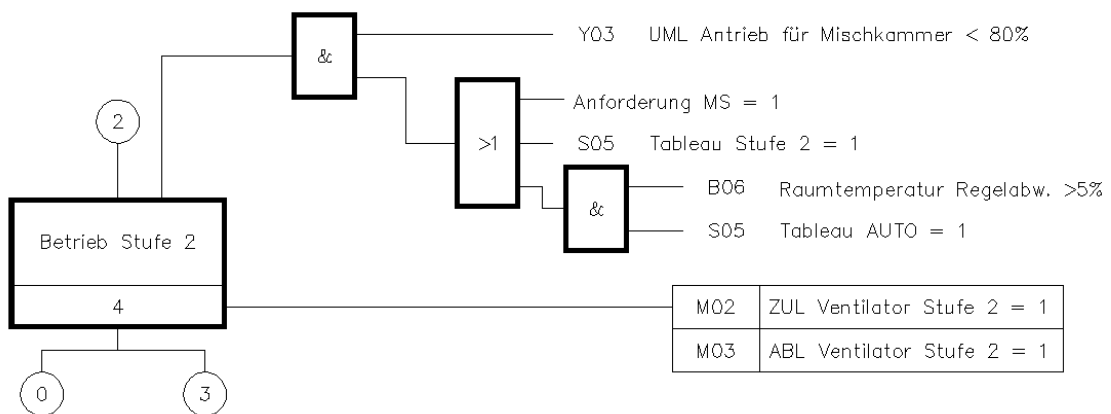 Y03 UML Antrieb für Mischkammer < 80%
&
Anforderung MS = 1
2
>1
S05 Tableau Stufe 2 = 1
B06 Raumtemperatur Regelabw. >5%
&
S05 Tableau AUTO = 1
Betrieb Stufe 2
4
M02 ZUL Ventilator Stufe 2 = 1
M03 ABL Ventilator Stufe 2 = 1
0
3